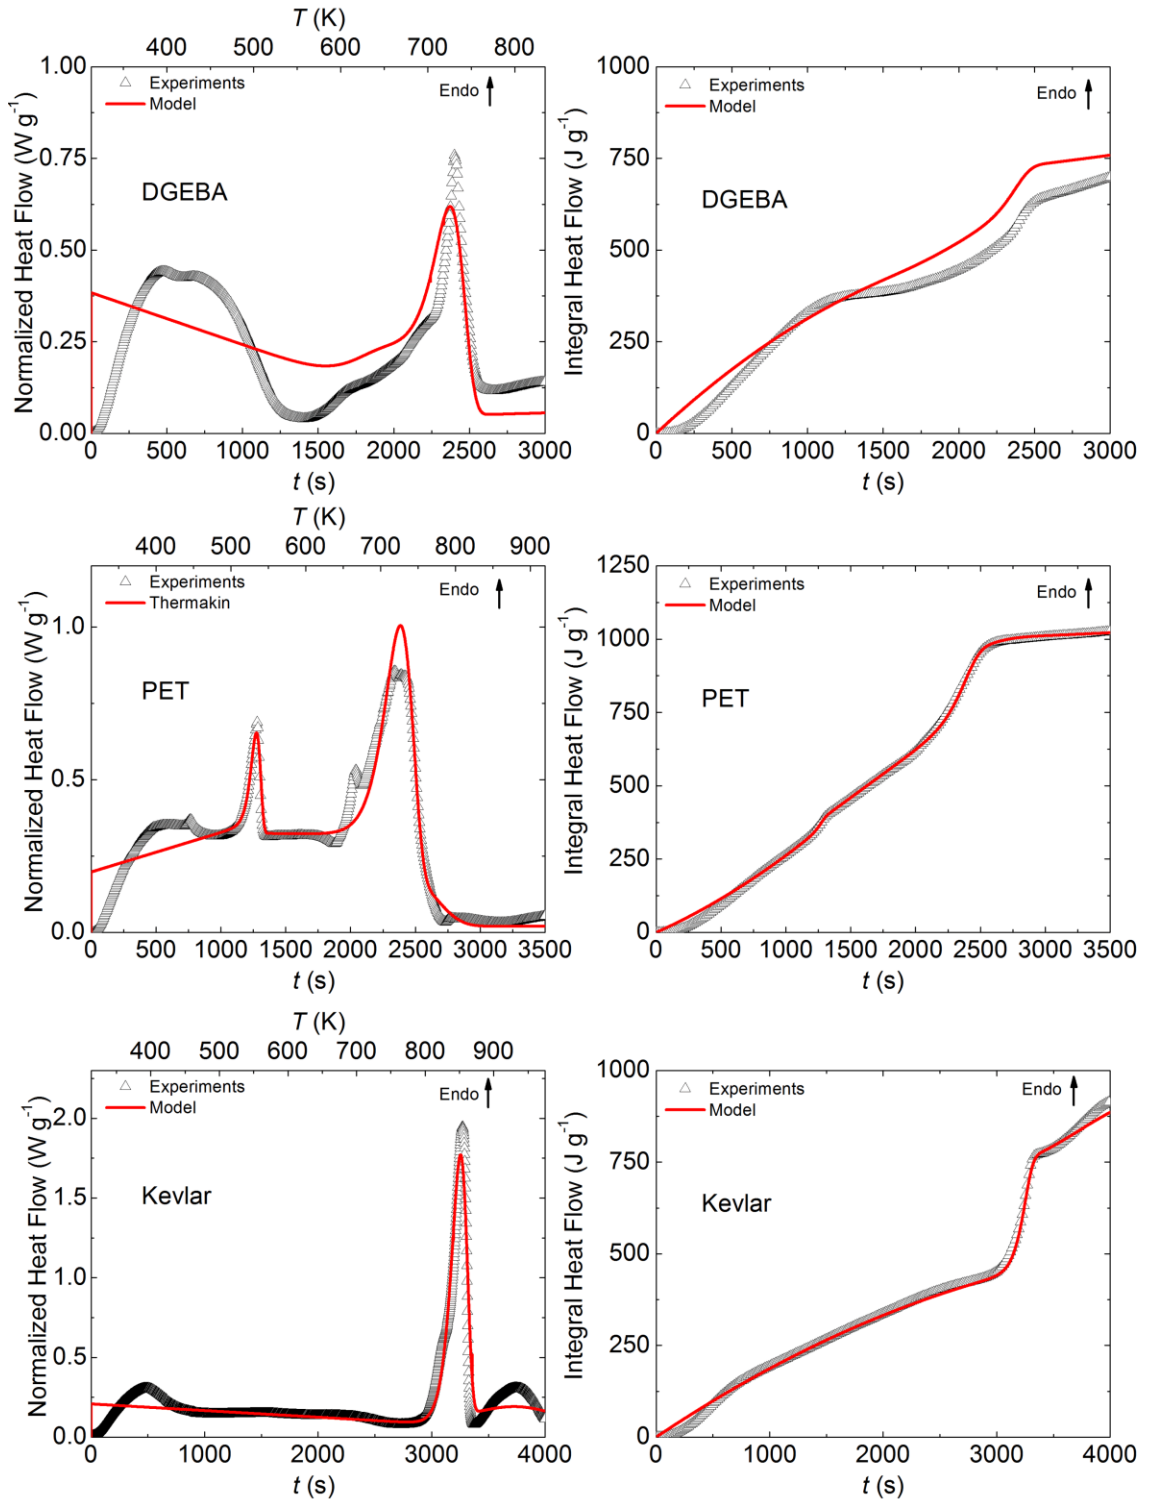 T (K)
400 500 600 700 800
1.00
0.75
0.50
0.25
0.00
Normalized Heat Flow (W g⁻¹)
Experiments
Model
Endo
DGEBA
0 500 1000 1500 2000 2500 3000
t (s)
1000
750
500
250
0
Integral Heat Flow (J g⁻¹)
Experiments
Model
Endo
DGEBA
0 500 1000 1500 2000 2500 3000
t (s)
T (K)
400 500 600 700 800 900
1.0
0.5
0.0
Normalized Heat Flow (W g⁻¹)
Experiments
Thermakin
Endo
PET
0 500 1000 1500 2000 2500 3000 3500
t (s)
1250
1000
750
500
250
0
Integral Heat Flow (J g⁻¹)
Experiments
Model
Endo
PET
0 500 1000 1500 2000 2500 3000 3500
t (s)
T (K)
400 500 600 700 800 900
2.0
1.5
1.0
0.5
0.0
Normalized Heat Flow (W g⁻¹)
Experiments
Model
Endo
Kevlar
0 1000 2000 3000 4000
t (s)
1000
750
500
250
0
Integral Heat Flow (J g⁻¹)
Experiments
Model
Endo
Kevlar
0 1000 2000 3000 4000
t (s)